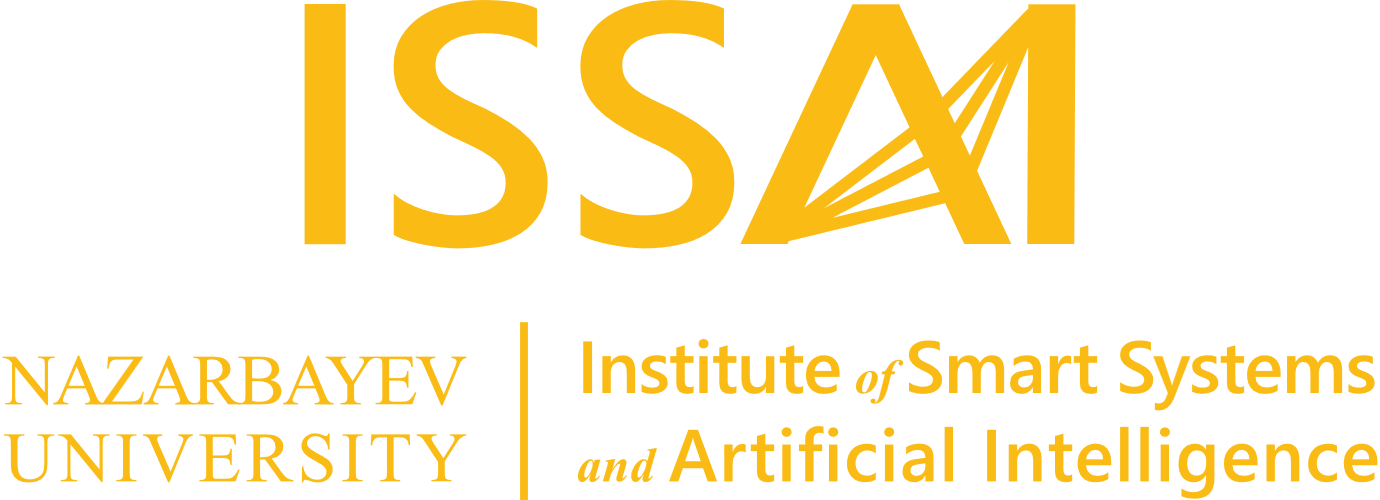 ISSAI
NAZARBAYEV
UNIVERSITY
Institute of Smart Systems
and Artificial Intelligence